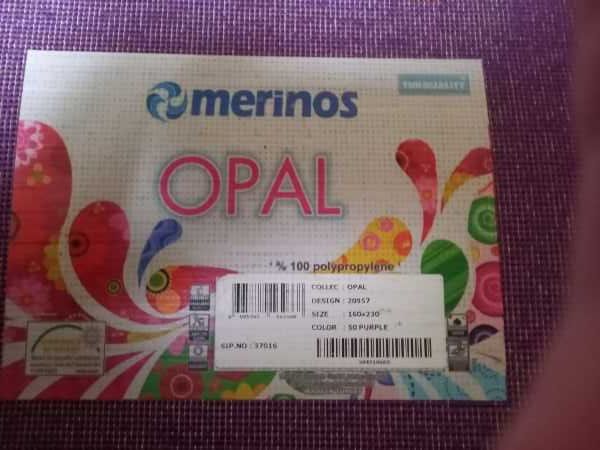 merinos
OPAL
% 100 polypropylene
COLLEC : OPAL
DESIGN : 20957
SIZE : 160x230
COLOR : 50 PURPLE
SIP.NO : 37016